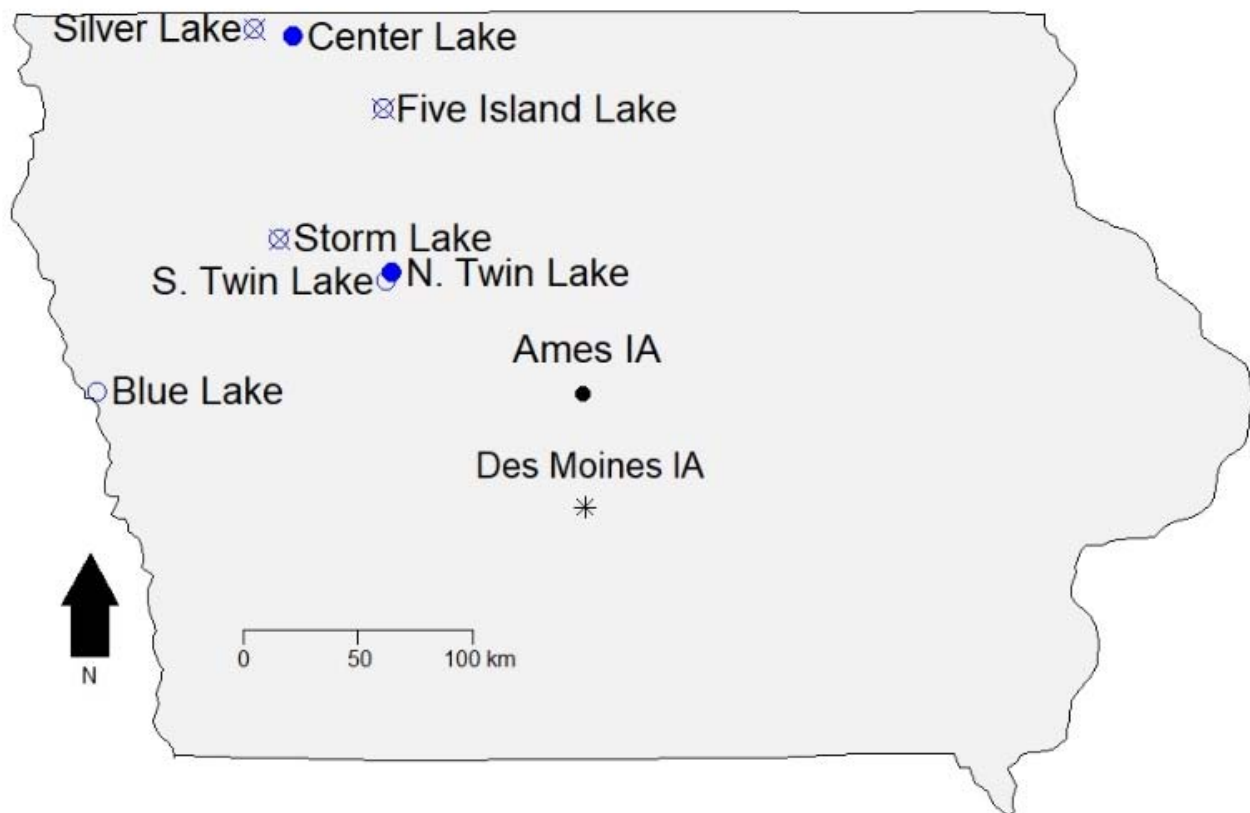 Silver Lake
Center Lake
Five Island Lake
Storm Lake
S. Twin Lake
N. Twin Lake
Ames IA
Blue Lake
Des Moines IA
N
0 50 100 km